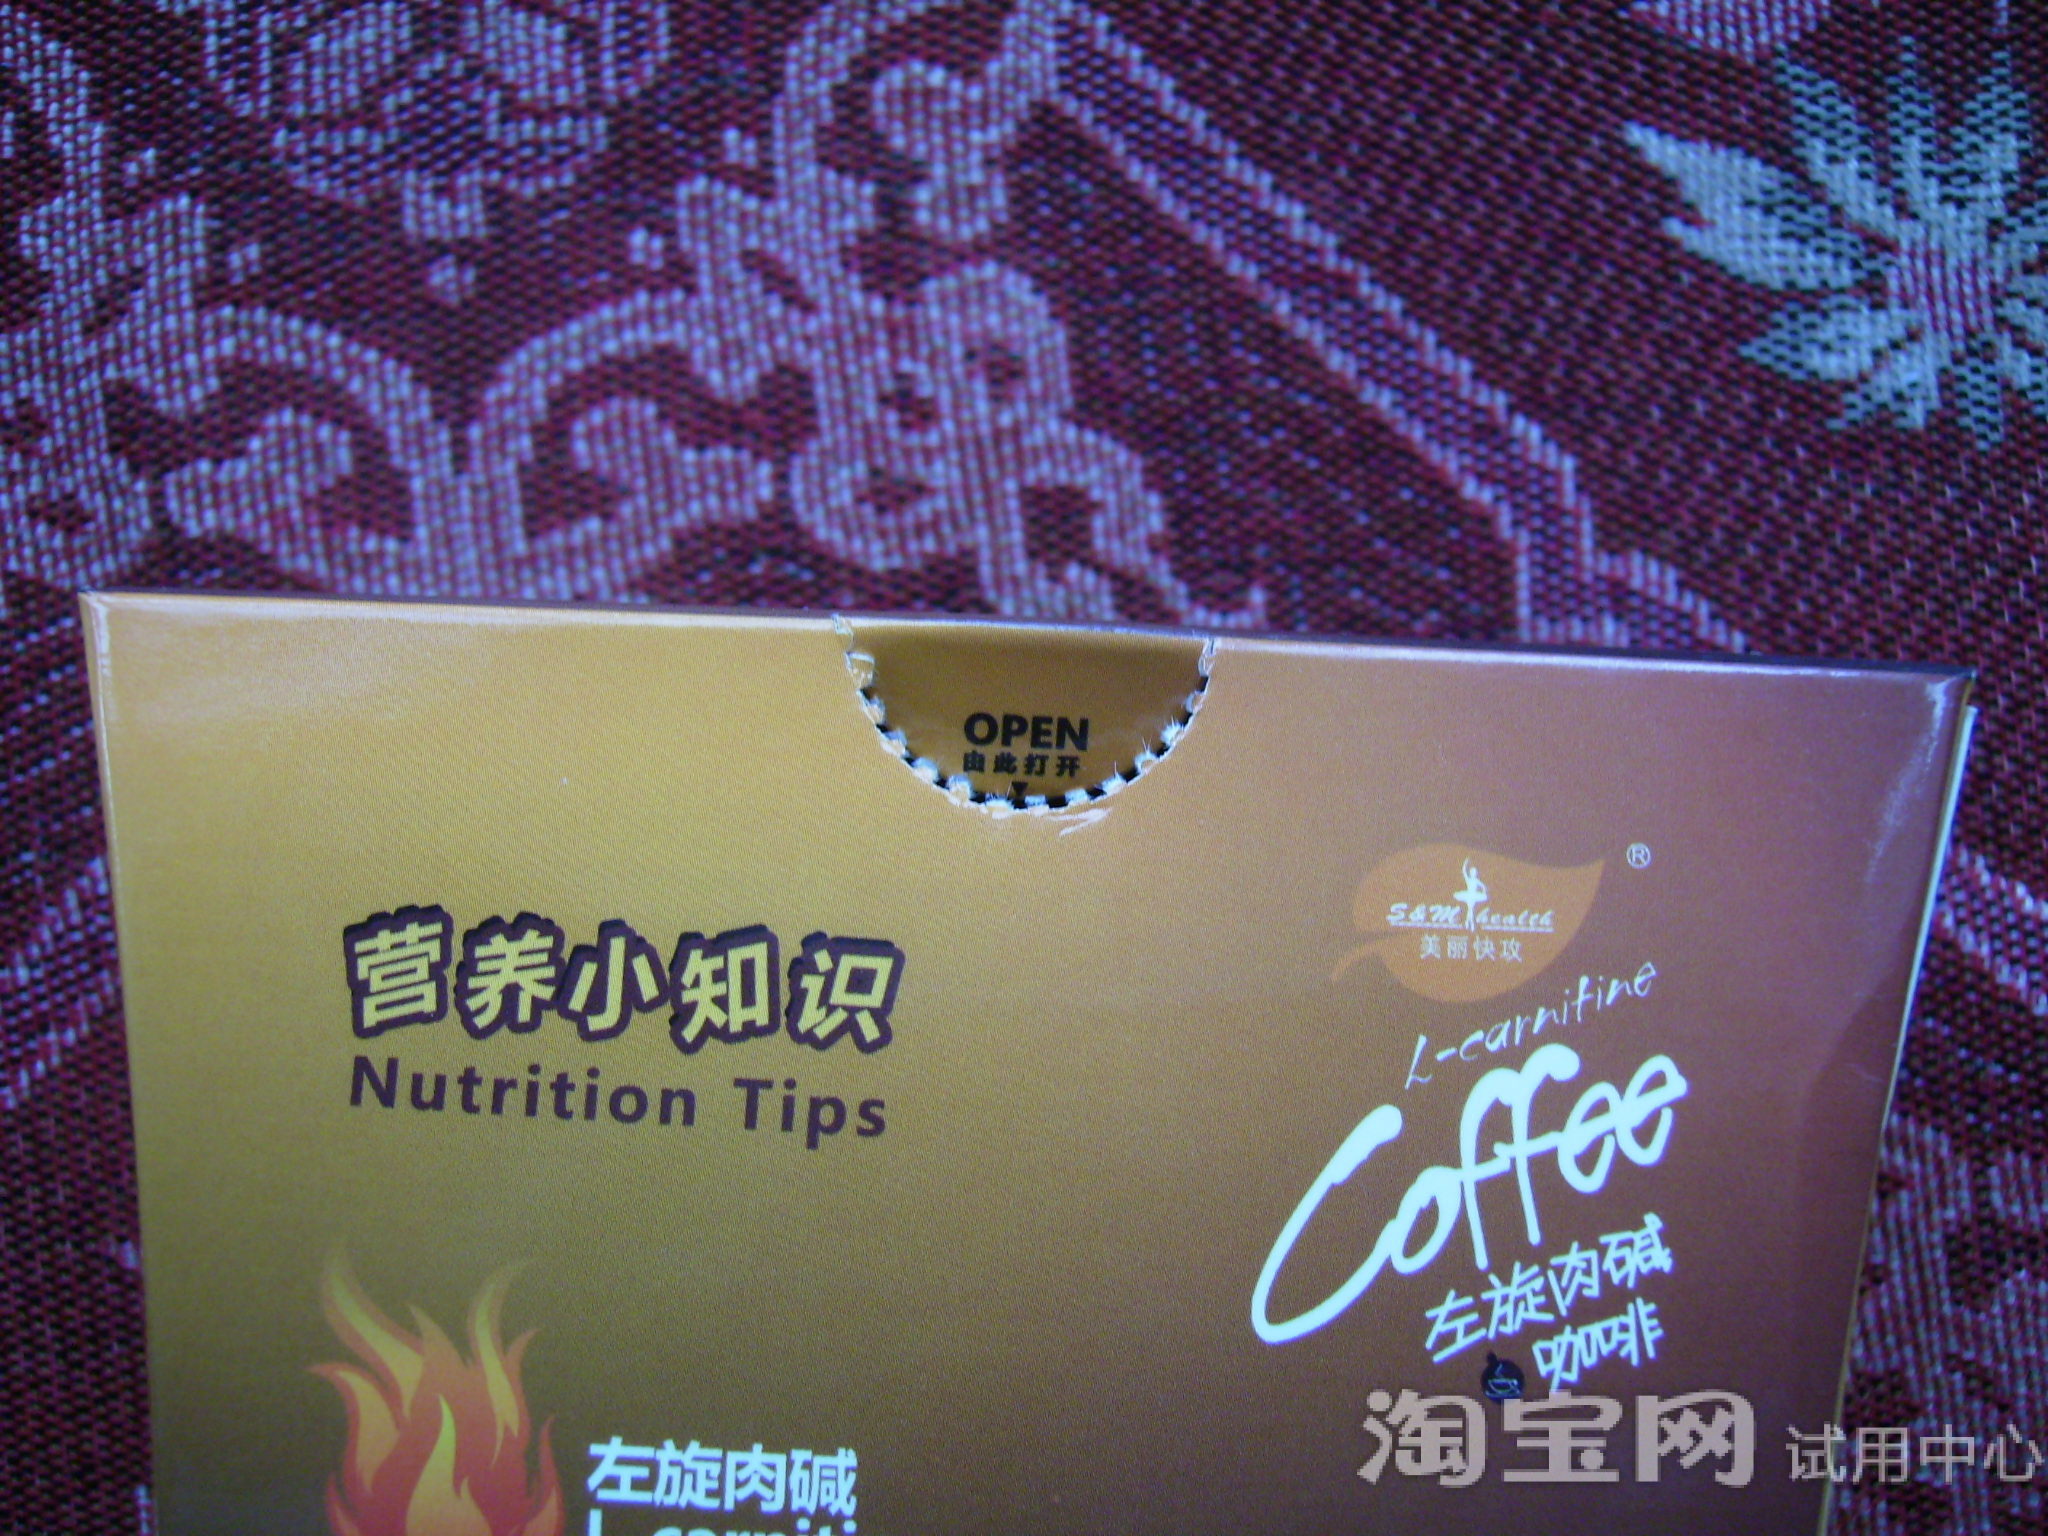 OPEN
由此打开
®
S&M health
美丽快攻
营养小知识
Nutrition Tips
L-carnitine
Coffee
左旋肉碱
咖啡
左旋肉碱
淘宝网 试用中心